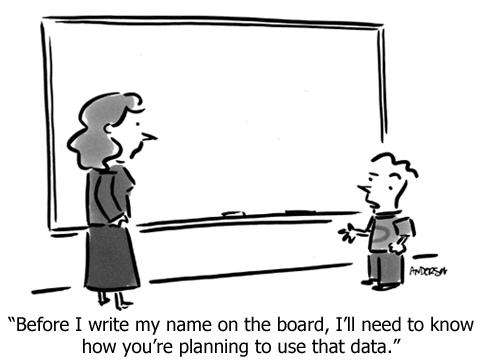 ANDERSON
“Before I write my name on the board, I’ll need to know
how you’re planning to use that data.”